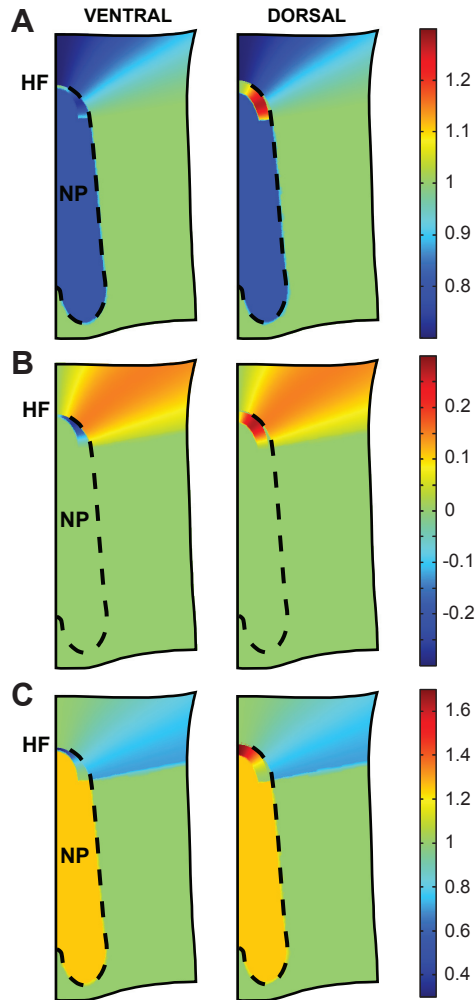 A
VENTRAL
DORSAL
HF
NP
1.2
1.1
1
0.9
0.8
B
HF
NP
0.2
0.1
0
-0.1
-0.2
C
HF
NP
1.6
1.4
1.2
1
0.8
0.6
0.4